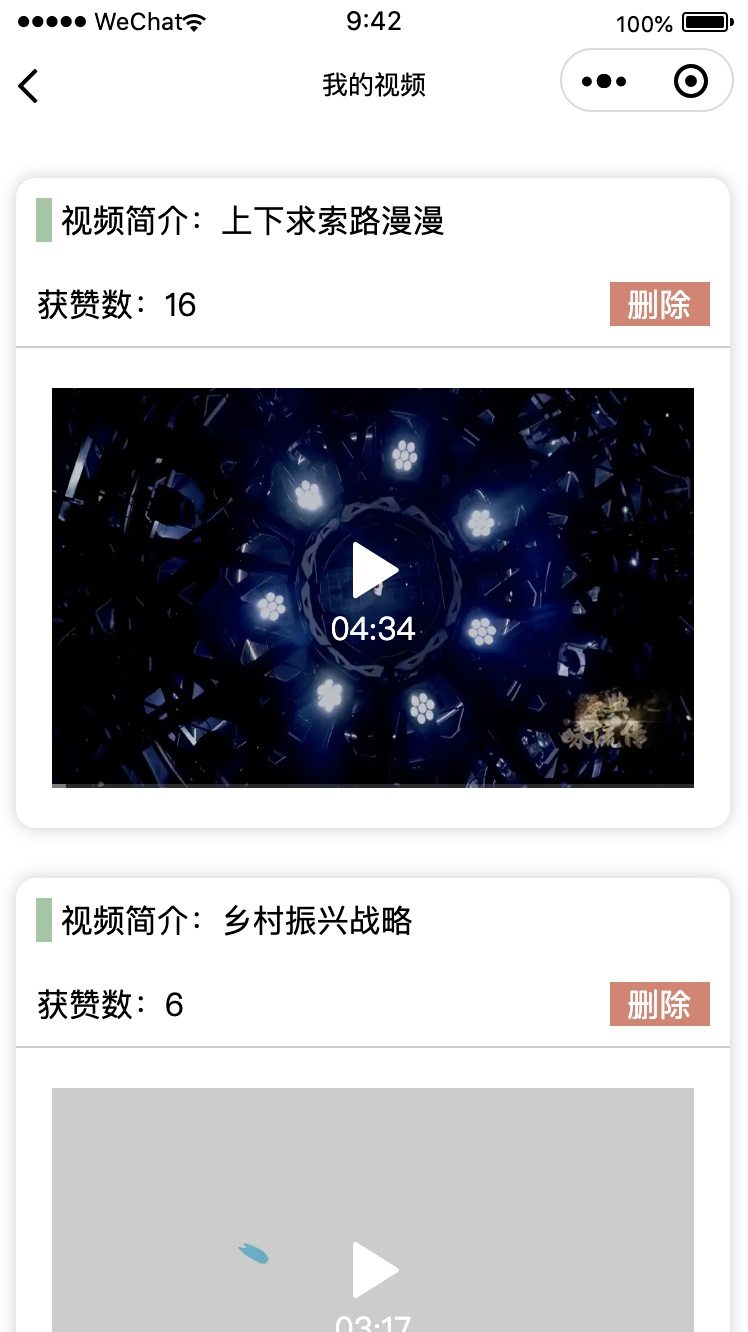 WeChat 9:42 100%
我的视频
视频简介：上下求索路漫漫
获赞数：16 删除
04:34
经典
咏流传
视频简介：乡村振兴战略
获赞数：6 删除
03:17